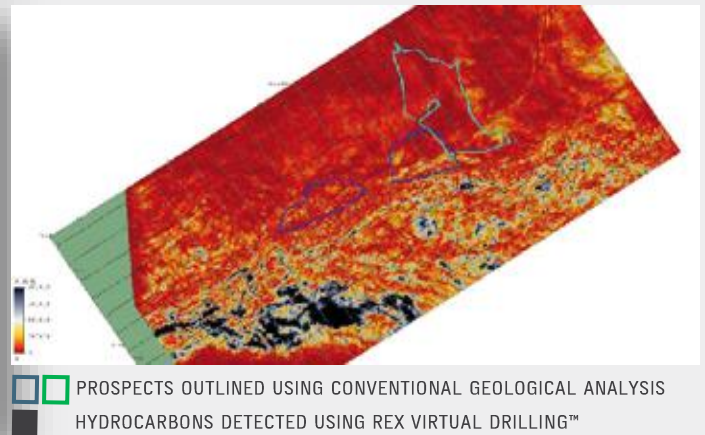 PROSPECTS OUTLINED USING CONVENTIONAL GEOLOGICAL ANALYSIS
HYDROCARBONS DETECTED USING REX VIRTUAL DRILLING™